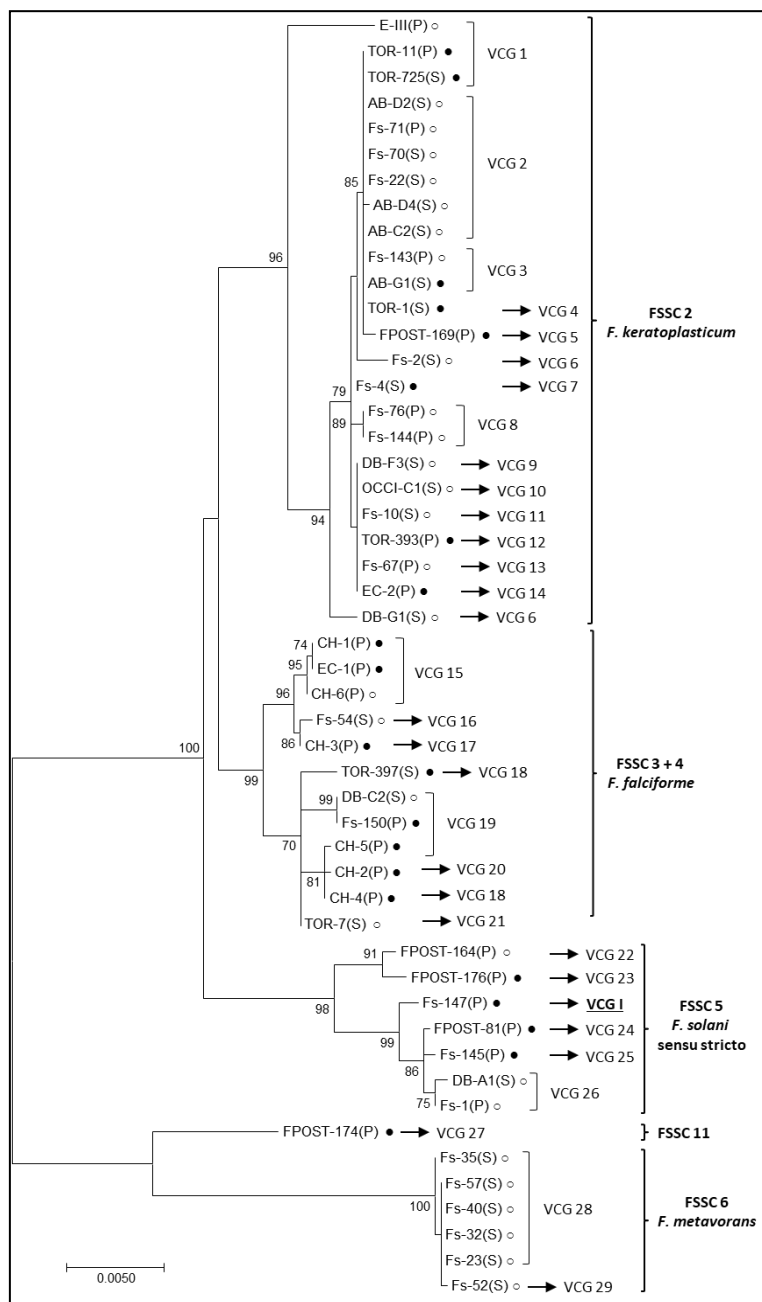 E-III(P) ○
TOR-11(P) ●
VCG 1
TOR-725(S) ●
AB-D2(S) ○
Fs-71(P) ○
Fs-70(S) ○
VCG 2
Fs-22(S) ○
85
AB-D4(S) ○
AB-C2(S) ○
Fs-143(P) ○
VCG 3
96
AB-G1(S) ●
TOR-1(S) ● → VCG 4
FSSC 2
F. keratoplasticum
FPOST-169(P) ● → VCG 5
Fs-2(S) ○ → VCG 6
79
Fs-4(S) ● → VCG 7
89
Fs-76(P) ○
VCG 8
Fs-144(P) ○
DB-F3(S) ○ → VCG 9
OCCI-C1(S) ○ → VCG 10
94
Fs-10(S) ○ → VCG 11
TOR-393(P) ● → VCG 12
Fs-67(P) ○ → VCG 13
EC-2(P) ● → VCG 14
DB-G1(S) ○ → VCG 6
74
CH-1(P) ●
95
EC-1(P) ●
VCG 15
96
CH-6(P) ○
Fs-54(S) ○ → VCG 16
86
CH-3(P) ● → VCG 17
100
99
TOR-397(S) ● → VCG 18
FSSC 3 + 4
F. falciforme
99
DB-C2(S) ○
Fs-150(P) ●
VCG 19
70
CH-5(P) ●
81
CH-2(P) ● → VCG 20
CH-4(P) ● → VCG 18
TOR-7(S) ○ → VCG 21
91
FPOST-164(P) ○ → VCG 22
FPOST-176(P) ● → VCG 23
98
Fs-147(P) ● → VCG I
FSSC 5
F. solani
sensu stricto
99
FPOST-81(P) ● → VCG 24
Fs-145(P) ● → VCG 25
86
DB-A1(S) ○
VCG 26
75
Fs-1(P) ○
FPOST-174(P) ● → VCG 27
FSSC 11
Fs-35(S) ○
Fs-57(S) ○
100
Fs-40(S) ○
VCG 28
FSSC 6
F. metavorans
Fs-32(S) ○
Fs-23(S) ○
Fs-52(S) ○ → VCG 29
0.0050